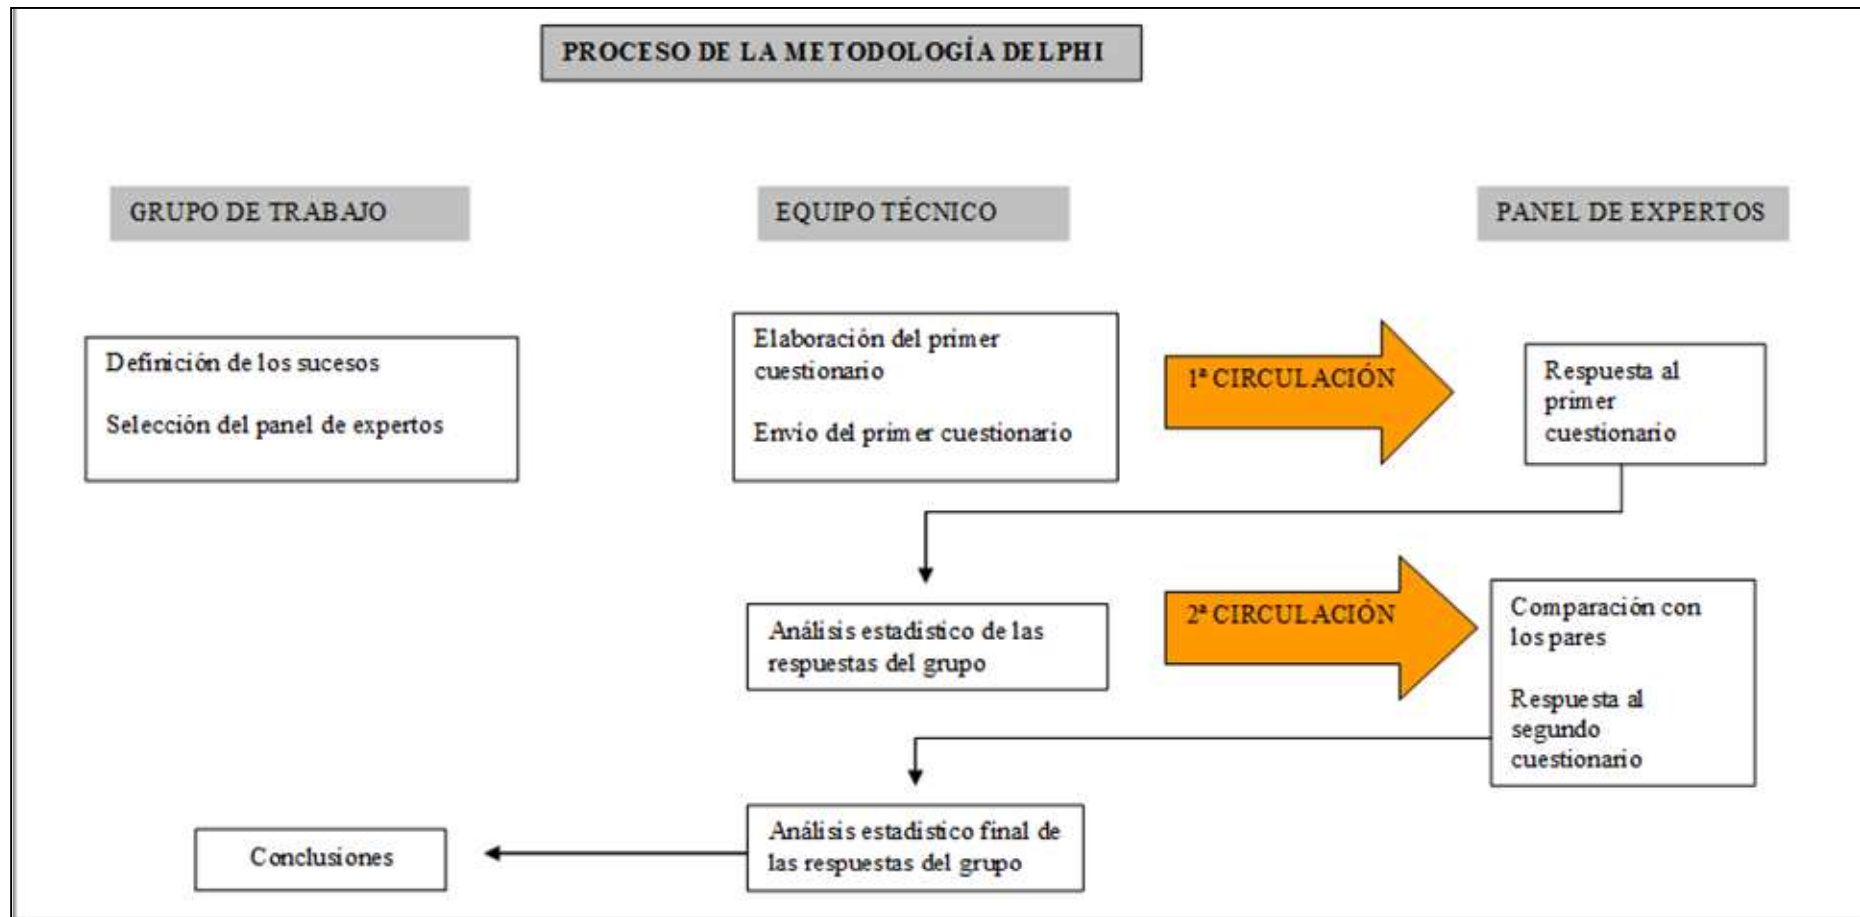 PROCESO DE LA METODOLOGÍA DELPHI
GRUPO DE TRABAJO
EQUIPO TÉCNICO
PANEL DE EXPERTOS
Definición de los sucesos
Selección del panel de expertos
Elaboración del primer
cuestionario
Envío del primer cuestionario
1ª CIRCULACIÓN
Respuesta al
primer
cuestionario
Análisis estadístico de las
respuestas del grupo
2ª CIRCULACIÓN
Comparación con
los pares
Respuesta al
segundo
cuestionario
Análisis estadístico final de
las respuestas del grupo
Conclusiones